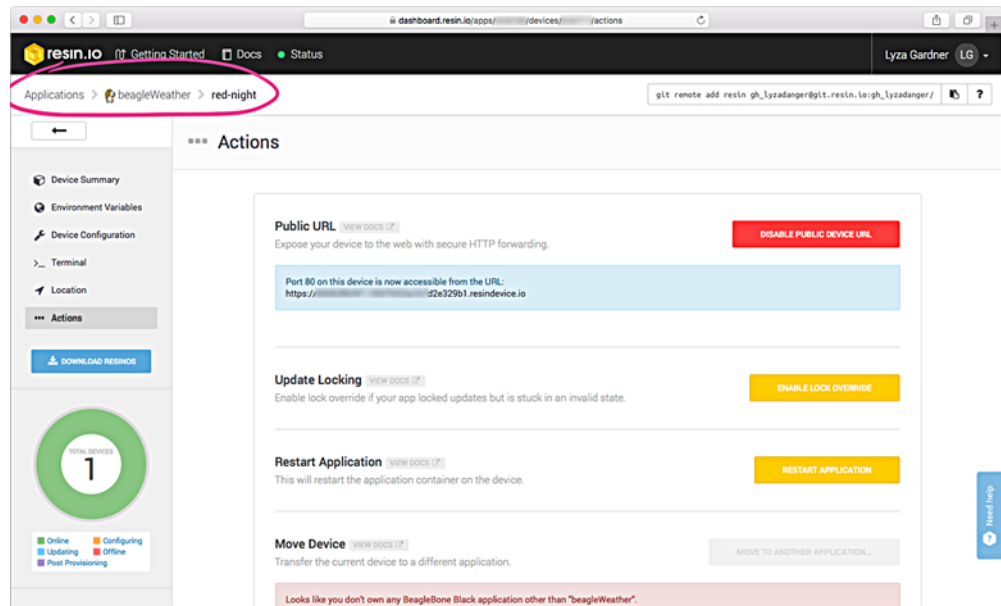 dashboard.resin.io/apps/ /devices/ /actions
resin.io Getting Started Docs Status Lyza Gardner LG
Applications > beagleWeather > red-night
git remote add resin gh_lyzadanger@git.resin.io:gh_lyzadanger/ ?
Actions
Device Summary
Environment Variables
Device Configuration
>_ Terminal
Location
Actions
DOWNLOAD RESINOS
TOTAL DEVICES
1
Online Configuring
Updating Offline
Post Provisioning
Public URL VIEW DOCS
Expose your device to the web with secure HTTP forwarding.
DISABLE PUBLIC DEVICE URL
Port 80 on this device is now accessible from the URL:
https:// d2e329b1.resindevice.io
Update Locking VIEW DOCS
Enable lock override if your app locked updates but is stuck in an invalid state.
ENABLE LOCK OVERRIDE
Restart Application VIEW DOCS
This will restart the application container on the device.
RESTART APPLICATION
Move Device VIEW DOCS
Transfer the current device to a different application.
MOVE TO ANOTHER APPLICATION...
Looks like you don't own any BeagleBone Black application other than "beagleWeather".
Need help
?